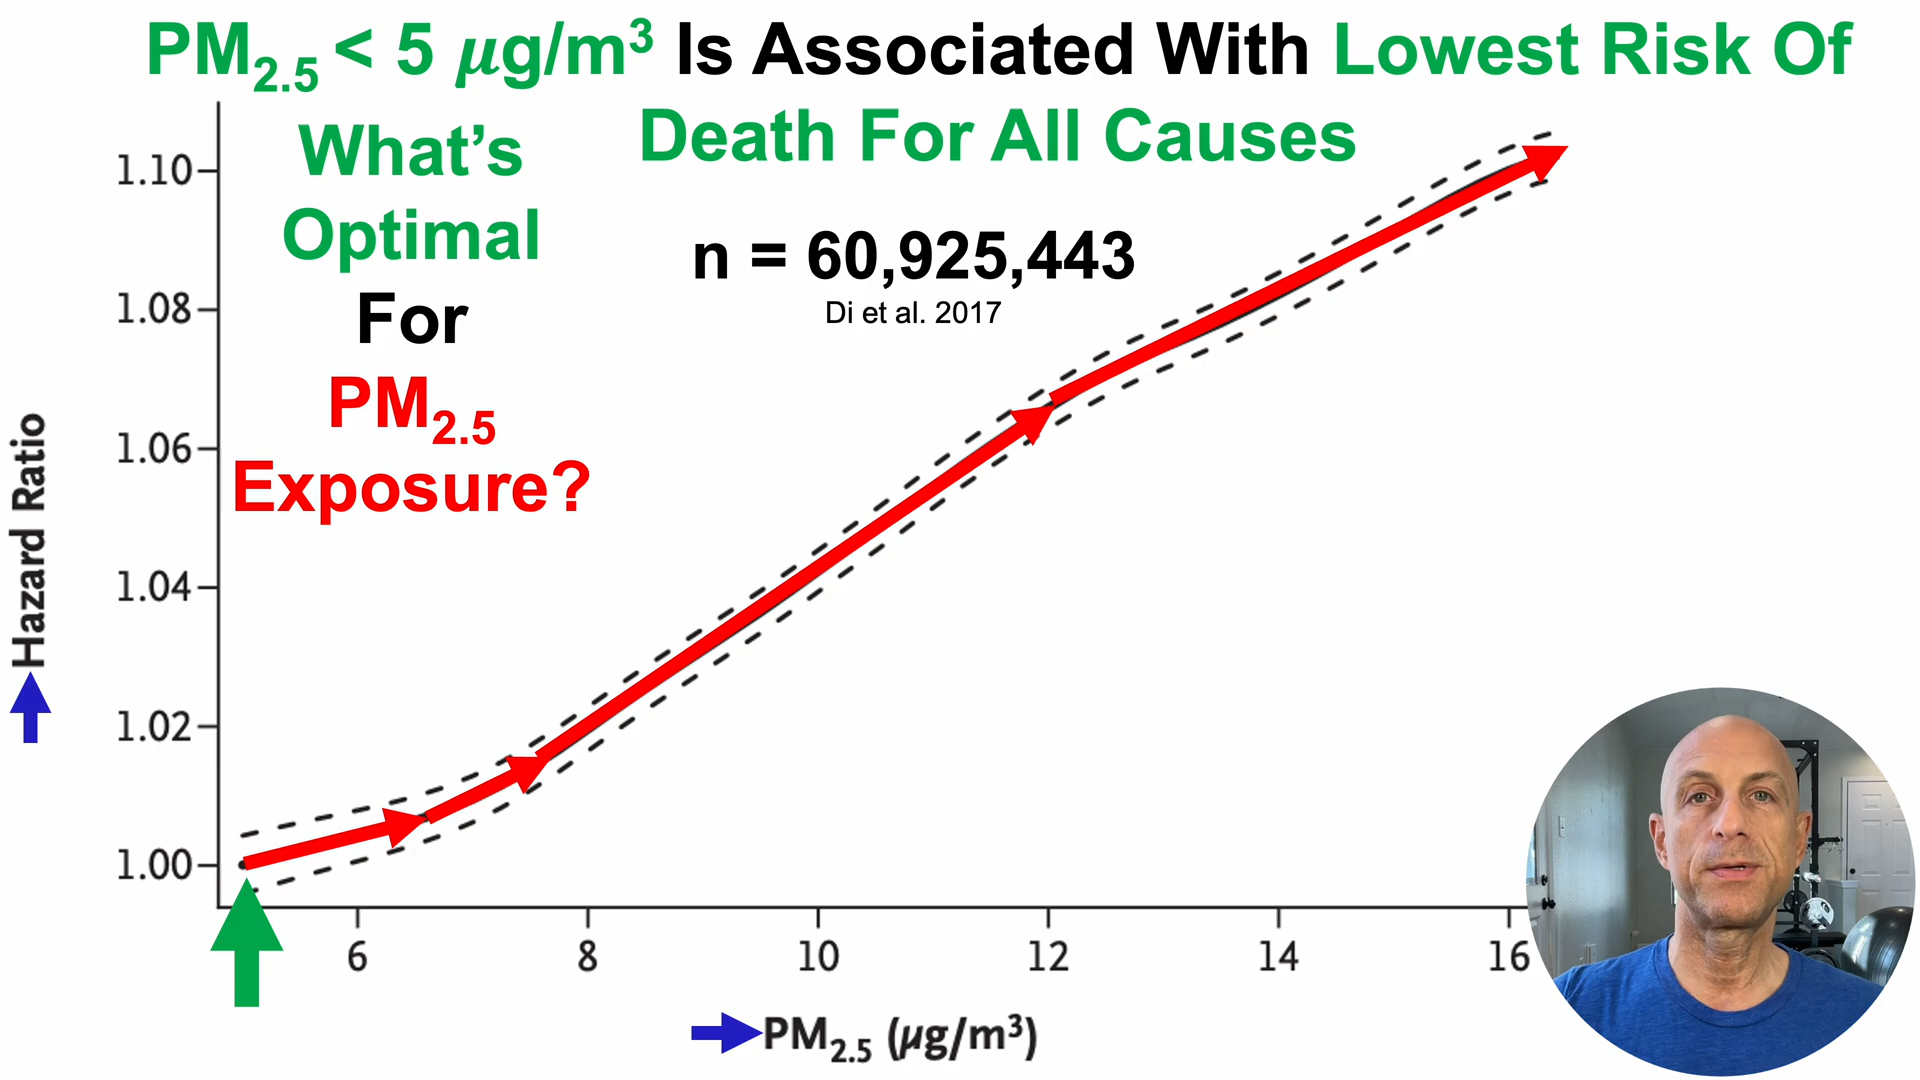 PM2.5 < 5 μg/m³ Is Associated With Lowest Risk Of
Death For All Causes
What’s
Optimal
For
PM2.5
Exposure?
n = 60,925,443
Di et al. 2017
Hazard Ratio
1.10
1.08
1.06
1.04
1.02
1.00
6 8 10 12 14 16
PM2.5 (μg/m³)